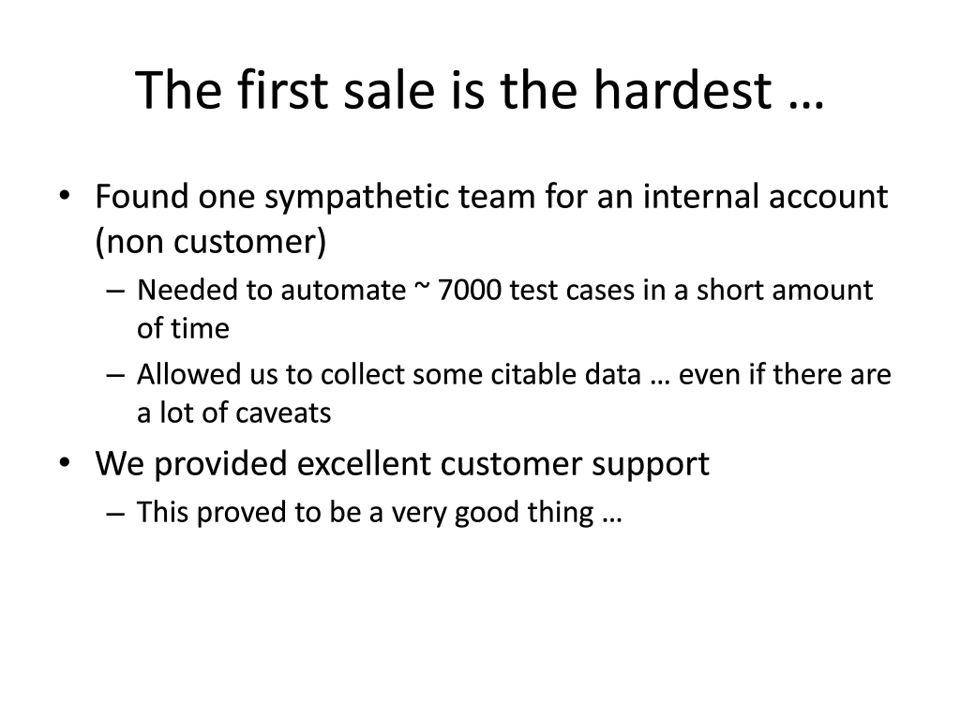 The first sale is the hardest …
• Found one sympathetic team for an internal account
(non customer)
– Needed to automate ~ 7000 test cases in a short amount
of time
– Allowed us to collect some citable data … even if there are
a lot of caveats
• We provided excellent customer support
– This proved to be a very good thing …